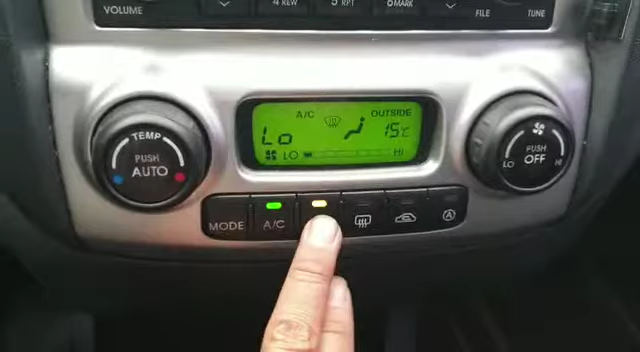 VOLUME 4 REW 5 RPT 6 MARK FILE TUNE
A/C OUTSIDE
Lo 15°C
LO HI
TEMP
PUSH
AUTO
PUSH
OFF
LO HI
MODE A/C A